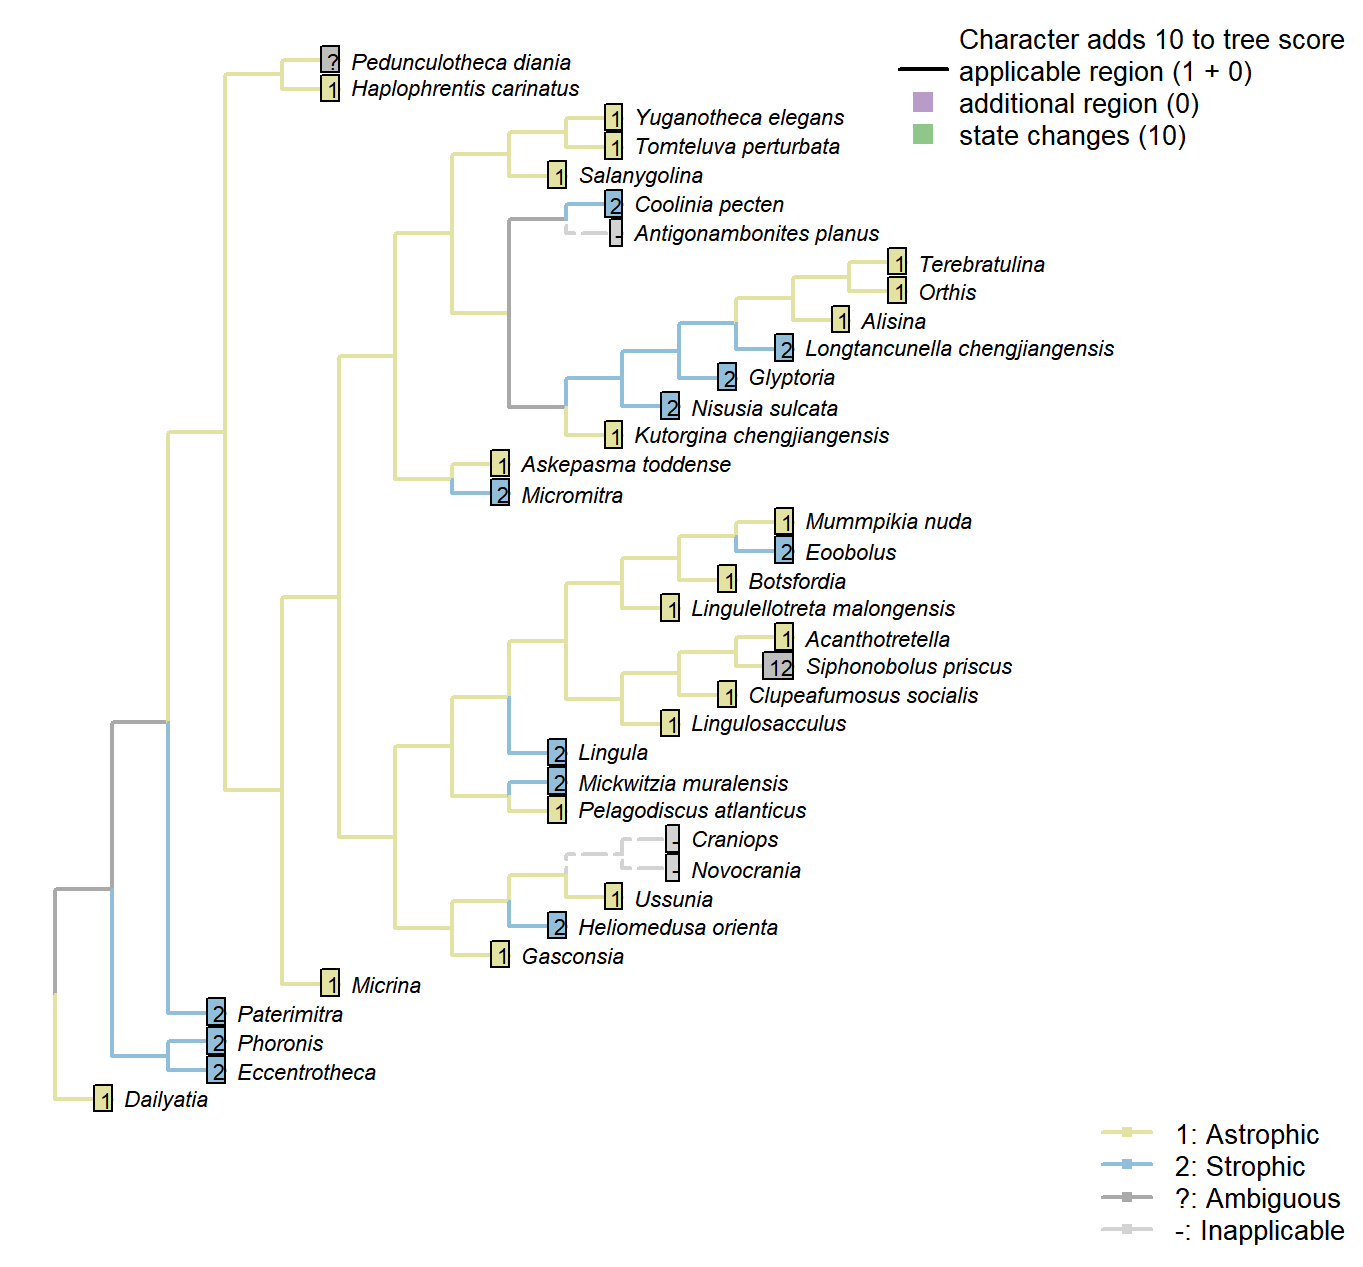 Character adds 10 to tree score
applicable region (1 + 0)
additional region (0)
state changes (10)
? Pedunculotheca diania
1 Haplophrentis carinatus
1 Yuganotheca elegans
1 Tomteluva perturbata
1 Salanygolina
2 Coolinia pecten
- Antigonambonites planus
1 Terebratulina
1 Orthis
1 Alisina
2 Longtancunella chengjiangensis
2 Glyptoria
2 Nisusia sulcata
1 Kutorgina chengjiangensis
1 Askepasma toddense
2 Micromitra
1 Mummpikia nuda
2 Eoobolus
1 Botsfordia
1 Lingulellotreta malongensis
1 Acanthotretella
12 Siphonobolus priscus
1 Clupeafumosus socialis
1 Lingulosacculus
2 Lingula
2 Mickwitzia muralensis
1 Pelagodiscus atlanticus
- Craniops
- Novocrania
1 Ussunia
2 Heliomedusa orienta
1 Gasconsia
1 Micrina
2 Paterimitra
2 Phoronis
2 Eccentrotheca
1 Dailyatia
1: Astrophic
2: Strophic
?: Ambiguous
-: Inapplicable